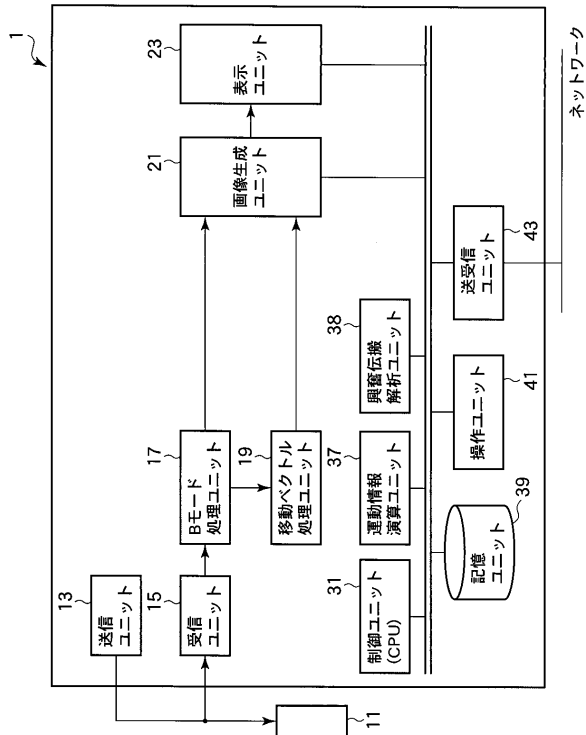 1
13
送信
ユニット
15
受信
ユニット
11
17
Bモード
処理ユニット
19
移動ベクトル
処理ユニット
21
画像生成
ユニット
23
表示
ユニット
31
制御ユニット
(CPU)
37
運動情報
演算ユニット
38
興奮伝搬
解析ユニット
39
記憶
ユニット
41
操作ユニット
43
送受信
ユニット
ネットワーク